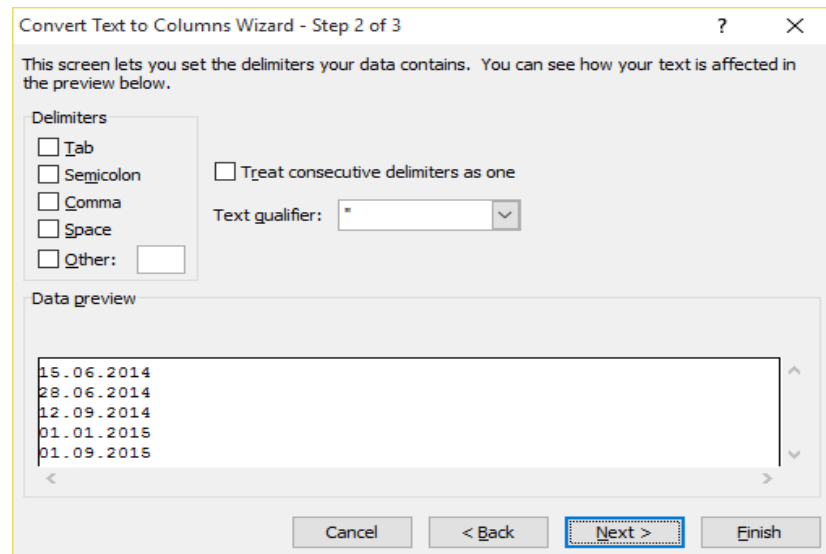 Convert Text to Columns Wizard - Step 2 of 3
This screen lets you set the delimiters your data contains.  You can see how your text is affected in
the preview below.
Delimiters
Tab
Semicolon
Comma
Space
Other:
Treat consecutive delimiters as one
Text qualifier: "
Data preview
15.06.2014
28.06.2014
12.09.2014
01.01.2015
01.09.2015
Cancel
< Back
Next >
Finish